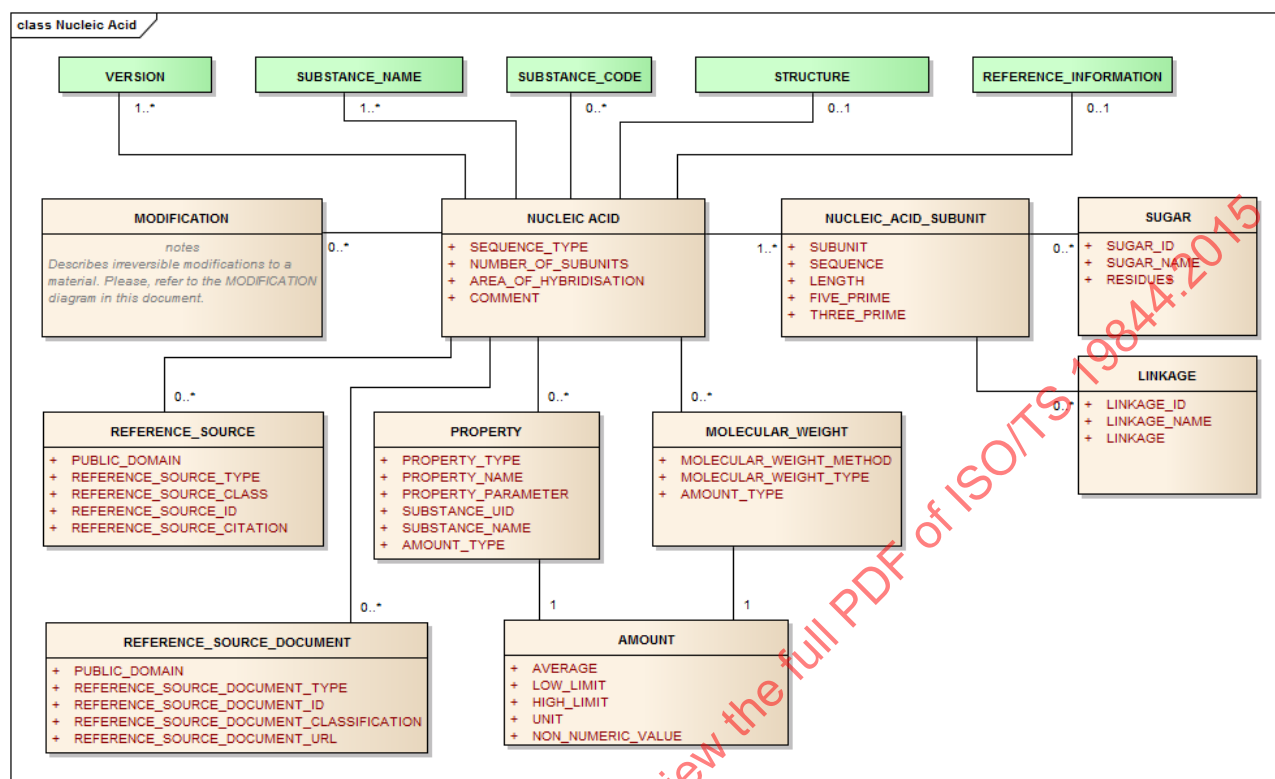 class Nucleic Acid
VERSION
SUBSTANCE_NAME
SUBSTANCE_CODE
STRUCTURE
REFERENCE_INFORMATION
1..*
1..*
0..*
0..1
0..1
MODIFICATION
notes
Describes irreversible modifications to a
material. Please, refer to the MODIFICATION
diagram in this document.
0..*
NUCLEIC ACID
+ SEQUENCE_TYPE
+ NUMBER_OF_SUBUNITS
+ AREA_OF_HYBRIDISATION
+ COMMENT
1..*
NUCLEIC_ACID_SUBUNIT
+ SUBUNIT
+ SEQUENCE
+ LENGTH
+ FIVE_PRIME
+ THREE_PRIME
0..*
SUGAR
+ SUGAR_ID
+ SUGAR_NAME
+ RESIDUES
0..*
LINKAGE
+ LINKAGE_ID
+ LINKAGE_NAME
+ LINKAGE
0..*
REFERENCE_SOURCE
+ PUBLIC_DOMAIN
+ REFERENCE_SOURCE_TYPE
+ REFERENCE_SOURCE_CLASS
+ REFERENCE_SOURCE_ID
+ REFERENCE_SOURCE_CITATION
0..*
PROPERTY
+ PROPERTY_TYPE
+ PROPERTY_NAME
+ PROPERTY_PARAMETER
+ SUBSTANCE_UID
+ SUBSTANCE_NAME
+ AMOUNT_TYPE
0..*
MOLECULAR_WEIGHT
+ MOLECULAR_WEIGHT_METHOD
+ MOLECULAR_WEIGHT_TYPE
+ AMOUNT_TYPE
0..*
REFERENCE_SOURCE_DOCUMENT
+ PUBLIC_DOMAIN
+ REFERENCE_SOURCE_DOCUMENT_TYPE
+ REFERENCE_SOURCE_DOCUMENT_ID
+ REFERENCE_SOURCE_DOCUMENT_CLASSIFICATION
+ REFERENCE_SOURCE_DOCUMENT_URL
1
1
AMOUNT
+ AVERAGE
+ LOW_LIMIT
+ HIGH_LIMIT
+ UNIT
+ NON_NUMERIC_VALUE
the full PDF of ISO/TS 19844:2015